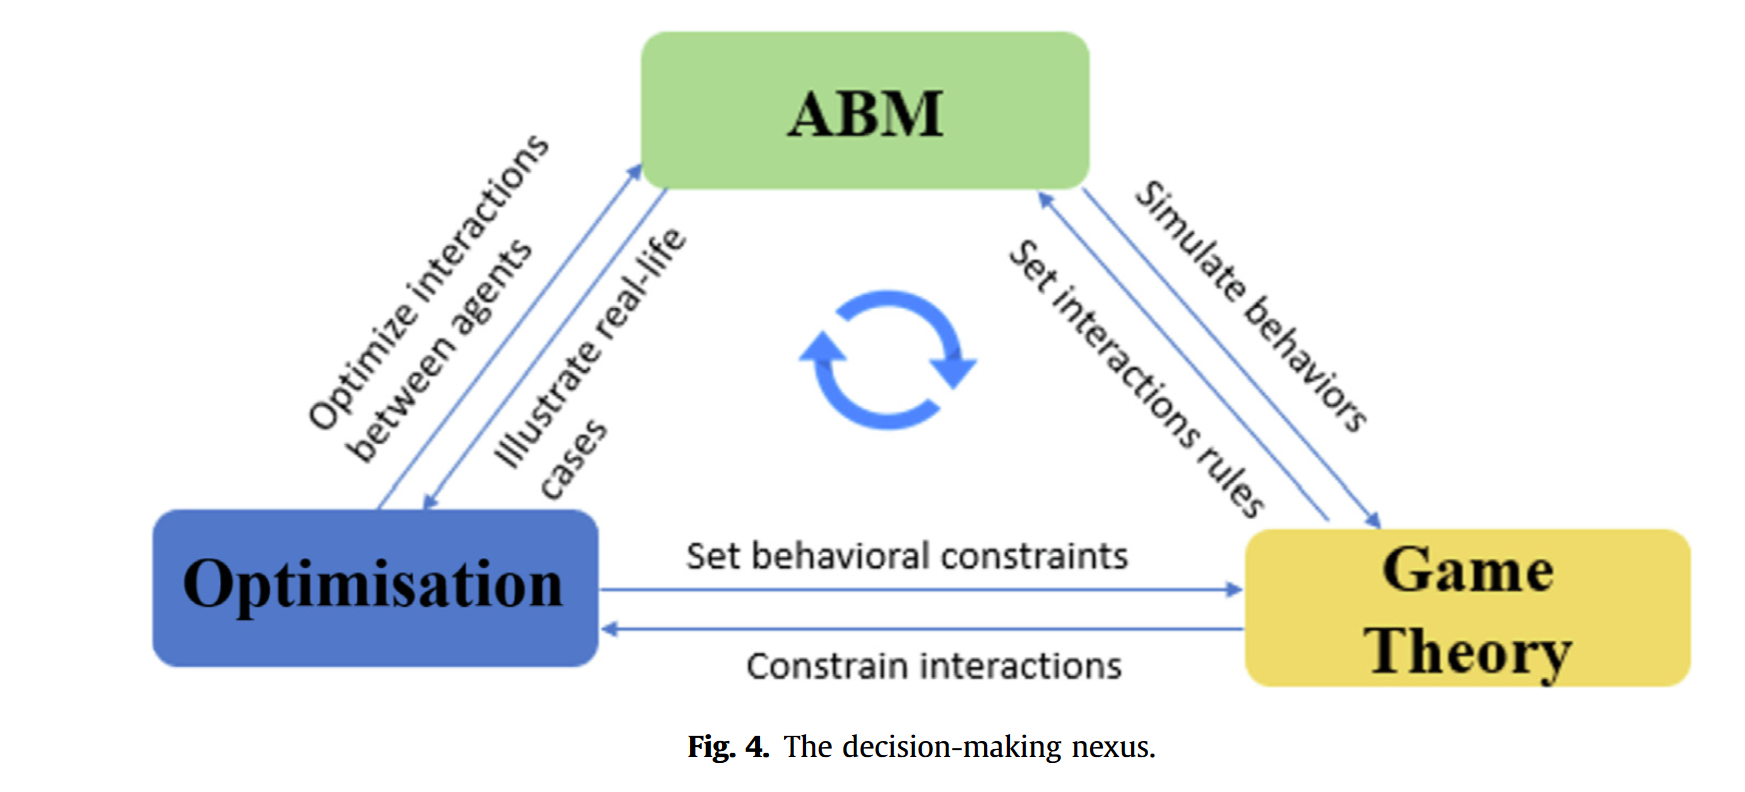 ABM
Optimize interactions
between agents
Illustrate real-life
cases
Set interactions rules
Simulate behaviors
Optimisation
Set behavioral constraints
Constrain interactions
Game
Theory
Fig. 4. The decision-making nexus.